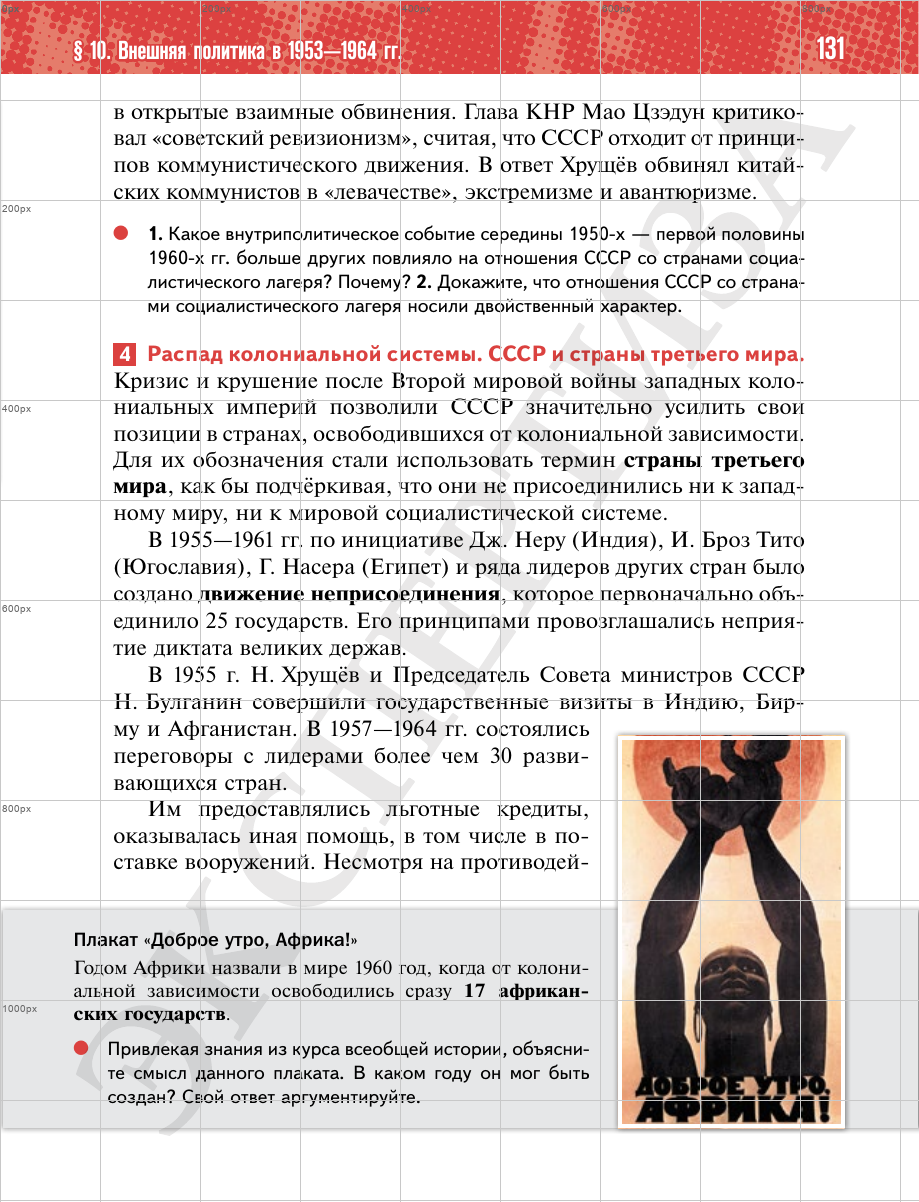 § 10. Внешняя политика в 1953—1964 гг.
131
в открытые взаимные обвинения. Глава КНР Мао Цзэдун критико-
вал «советский ревизионизм», считая, что СССР отходит от принци-
пов коммунистического движения. В ответ Хрущёв обвинял китай-
ских коммунистов в «левачестве», экстремизме и авантюризме.
1. Какое внутриполитическое событие середины 1950-х — первой половины
1960-х гг. больше других повлияло на отношения СССР со странами социа-
листического лагеря? Почему? 2. Докажите, что отношения СССР со страна-
ми социалистического лагеря носили двойственный характер.
4 Распад колониальной системы. СССР и страны третьего мира.
Кризис и крушение после Второй мировой войны западных коло-
ниальных империй позволили СССР значительно усилить свои
позиции в странах, освободившихся от колониальной зависимости.
Для их обозначения стали использовать термин страны третьего
мира, как бы подчёркивая, что они не присоединились ни к запад-
ному миру, ни к мировой социалистической системе.
В 1955—1961 гг. по инициативе Дж. Неру (Индия), И. Броз Тито
(Югославия), Г. Насера (Египет) и ряда лидеров других стран было
создано движение неприсоединения, которое первоначально объ-
единило 25 государств. Его принципами провозглашались неприя-
тие диктата великих держав.
В 1955 г. Н. Хрущёв и Председатель Совета министров СССР
Н. Булганин совершили государственные визиты в Индию, Бир-
му и Афганистан. В 1957—1964 гг. состоялись
переговоры с лидерами более чем 30 разви-
вающихся стран.
Им предоставлялись льготные кредиты,
оказывалась иная помощь, в том числе в по-
ставке вооружений. Несмотря на противодей-
Плакат «Доброе утро, Африка!»
Годом Африки назвали в мире 1960 год, когда от колони-
альной зависимости освободились сразу 17 африкан-
ских государств.
Привлекая знания из курса всеобщей истории, объясни-
те смысл данного плаката. В каком году он мог быть
создан? Свой ответ аргументируйте.
ДОБРОЕ УТРО,
АФРИКА!
ЭКСПЕРТИЗА
200px
400px
600px
800px
1000px